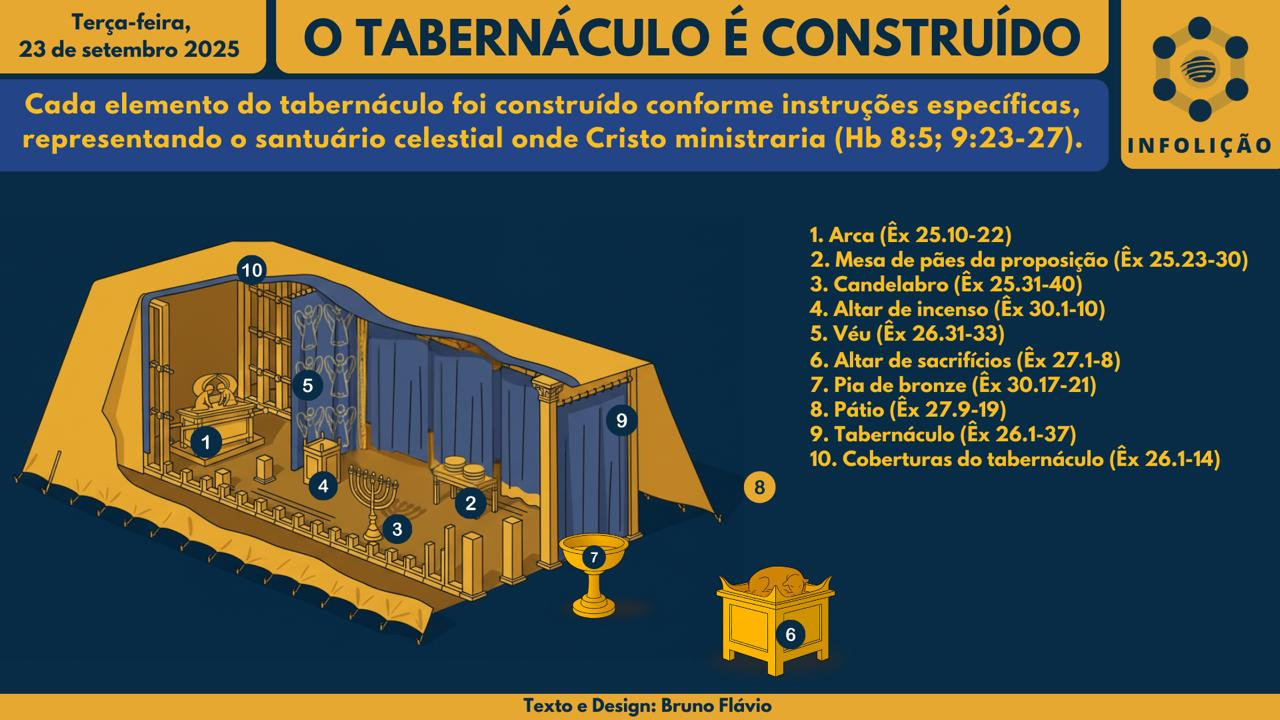 Terça-feira,
23 de setembro 2025
O TABERNÁCULO É CONSTRUÍDO
INFOLIÇÃO
Cada elemento do tabernáculo foi construído conforme instruções específicas,
representando o santuário celestial onde Cristo ministraria (Hb 8:5; 9:23-27).
1. Arca (Êx 25.10-22)
2. Mesa de pães da proposição (Êx 25.23-30)
3. Candelabro (Êx 25.31-40)
4. Altar de incenso (Êx 30.1-10)
5. Véu (Êx 26.31-33)
6. Altar de sacrifícios (Êx 27.1-8)
7. Pia de bronze (Êx 30.17-21)
8. Pátio (Êx 27.9-19)
9. Tabernáculo (Êx 26.1-37)
10. Coberturas do tabernáculo (Êx 26.1-14)
10
5
9
1
4
8
2
3
7
6
Texto e Design: Bruno Flávio